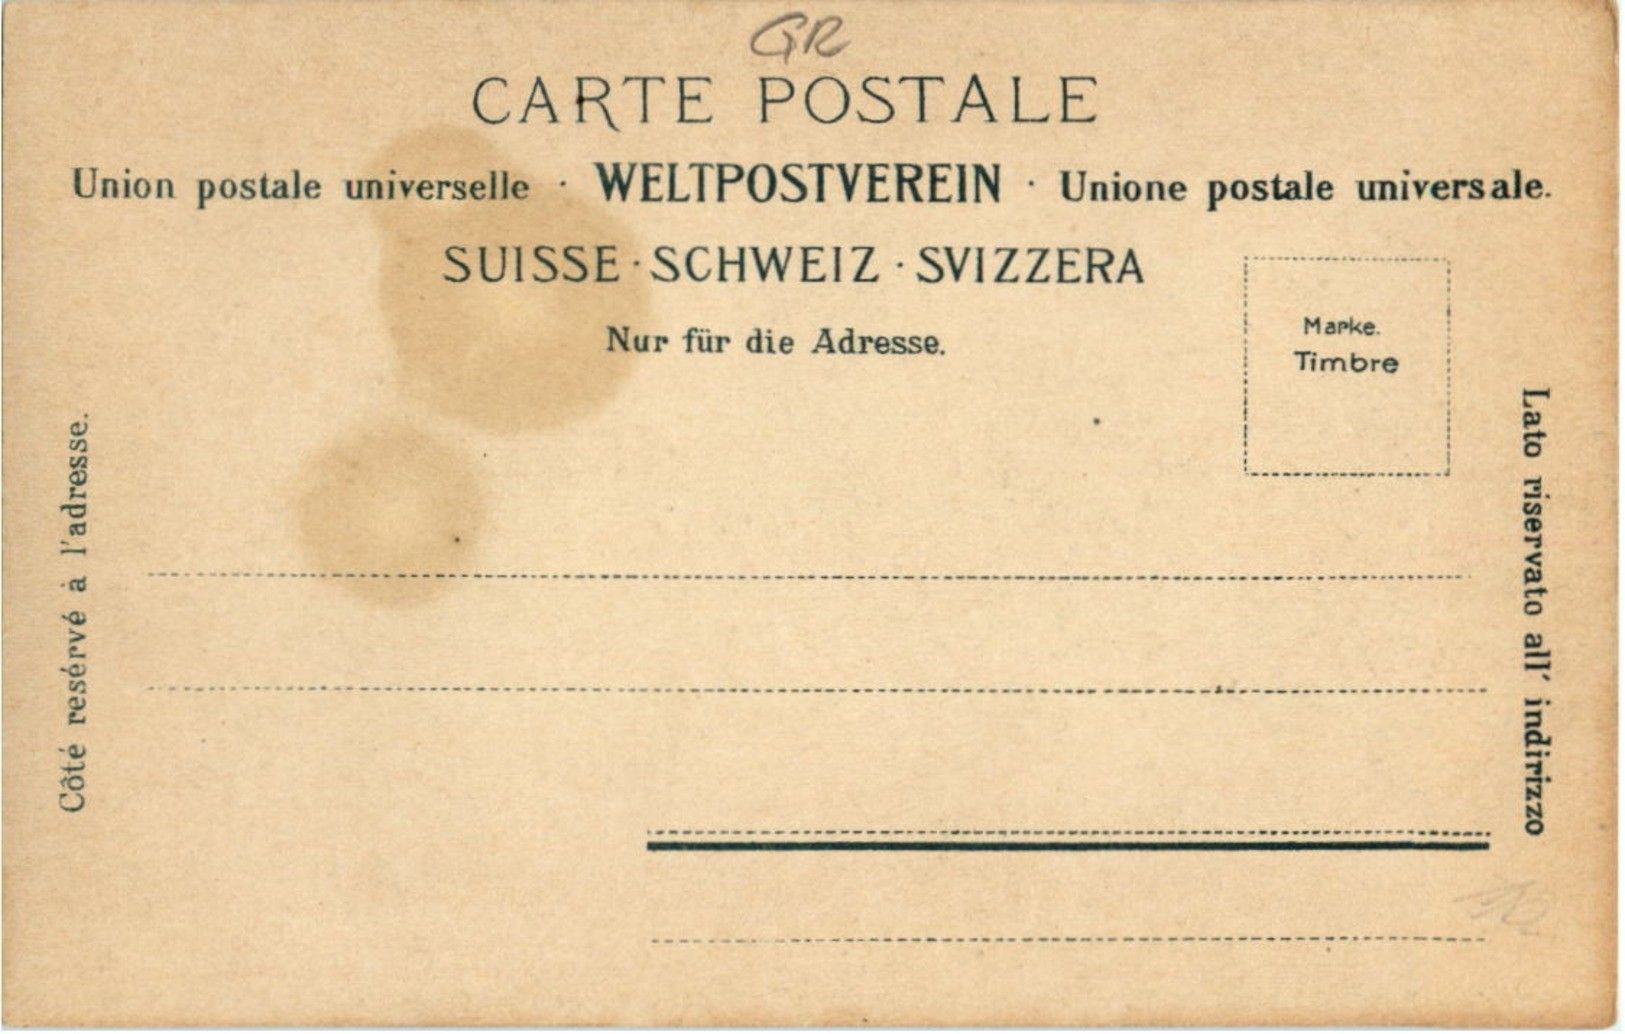 GR
CARTE POSTALE
Union postale universelle · WELTPOSTVEREIN · Unione postale universale.
SUISSE · SCHWEIZ · SVIZZERA
Nur für die Adresse.
Marke.
Timbre
Côté resérvé à l'adresse.
Lato riservato all' indirizzo